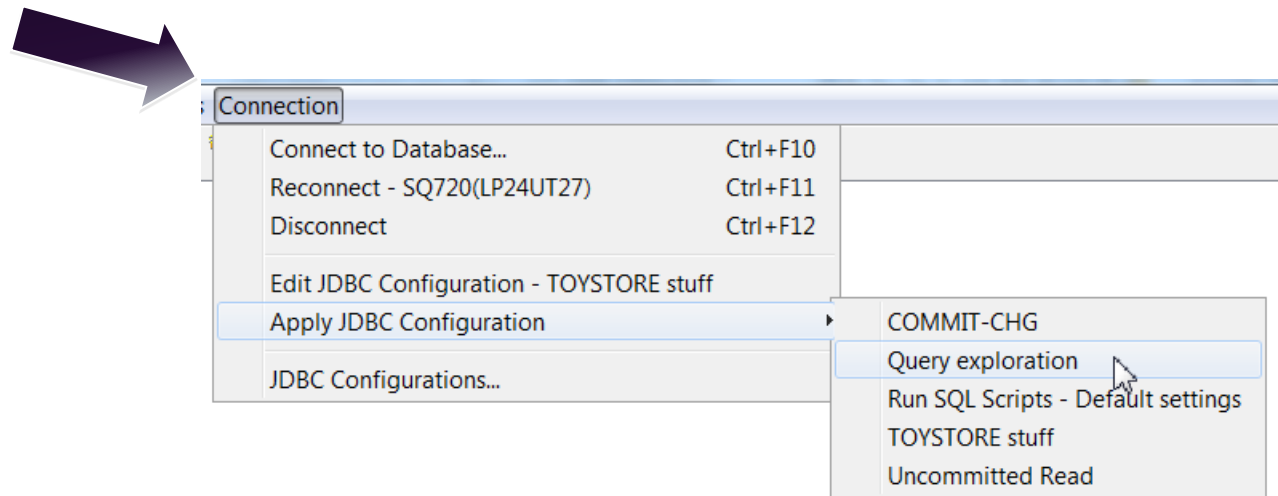 s Connection
Connect to Database... Ctrl+F10
Reconnect - SQ720(LP24UT27) Ctrl+F11
Disconnect Ctrl+F12
Edit JDBC Configuration - TOYSTORE stuff
Apply JDBC Configuration
JDBC Configurations...
COMMIT-CHG
Query exploration
Run SQL Scripts - Default settings
TOYSTORE stuff
Uncommitted Read